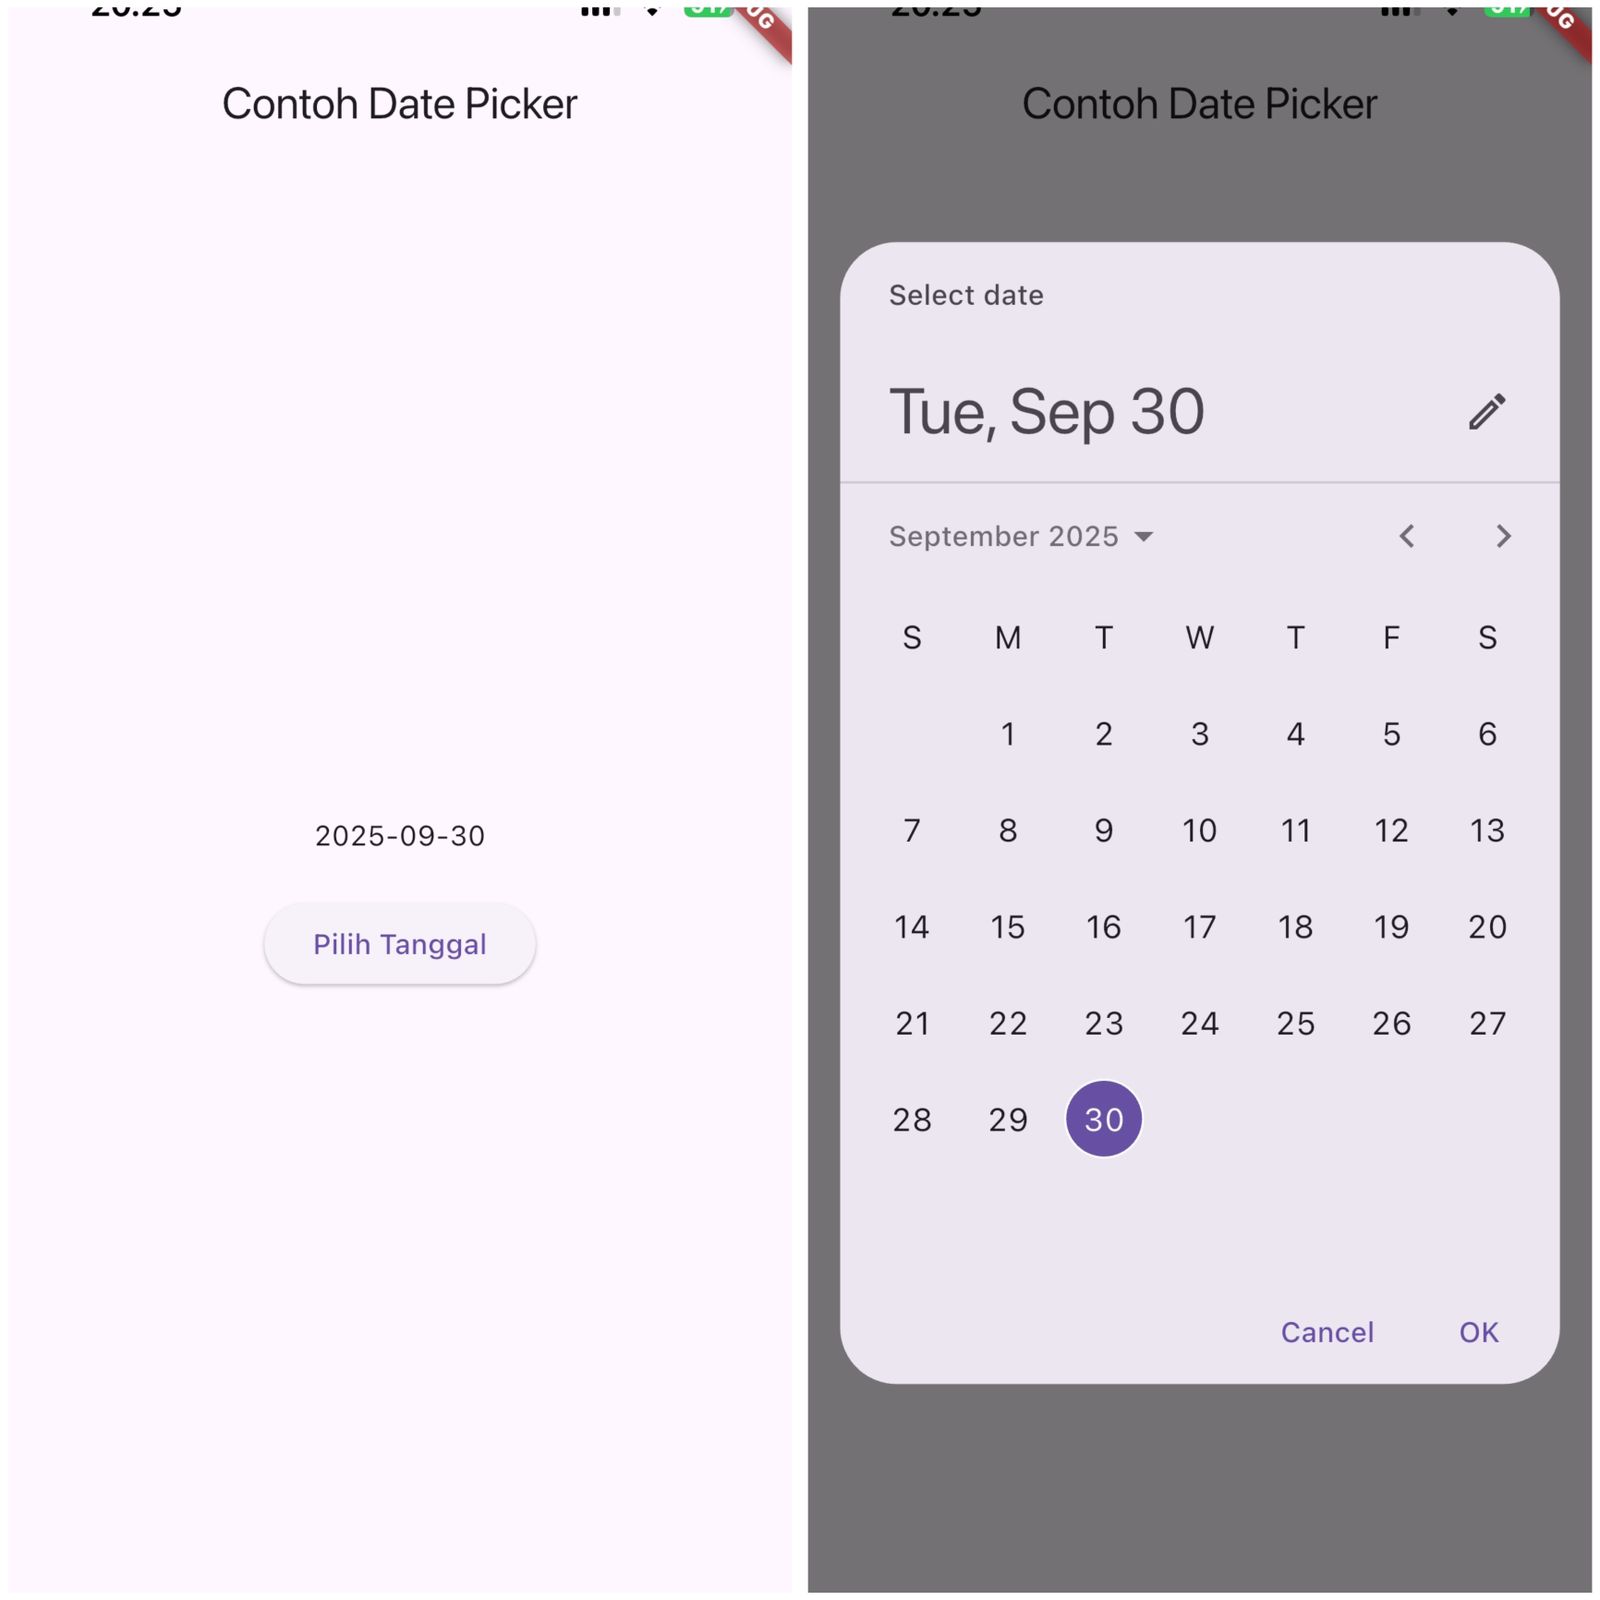 Contoh Date Picker
2025-09-30
Pilih Tanggal
Contoh Date Picker
Select date
Tue, Sep 30
September 2025
S M T W T F S
1 2 3 4 5 6
7 8 9 10 11 12 13
14 15 16 17 18 19 20
21 22 23 24 25 26 27
28 29 30
Cancel OK